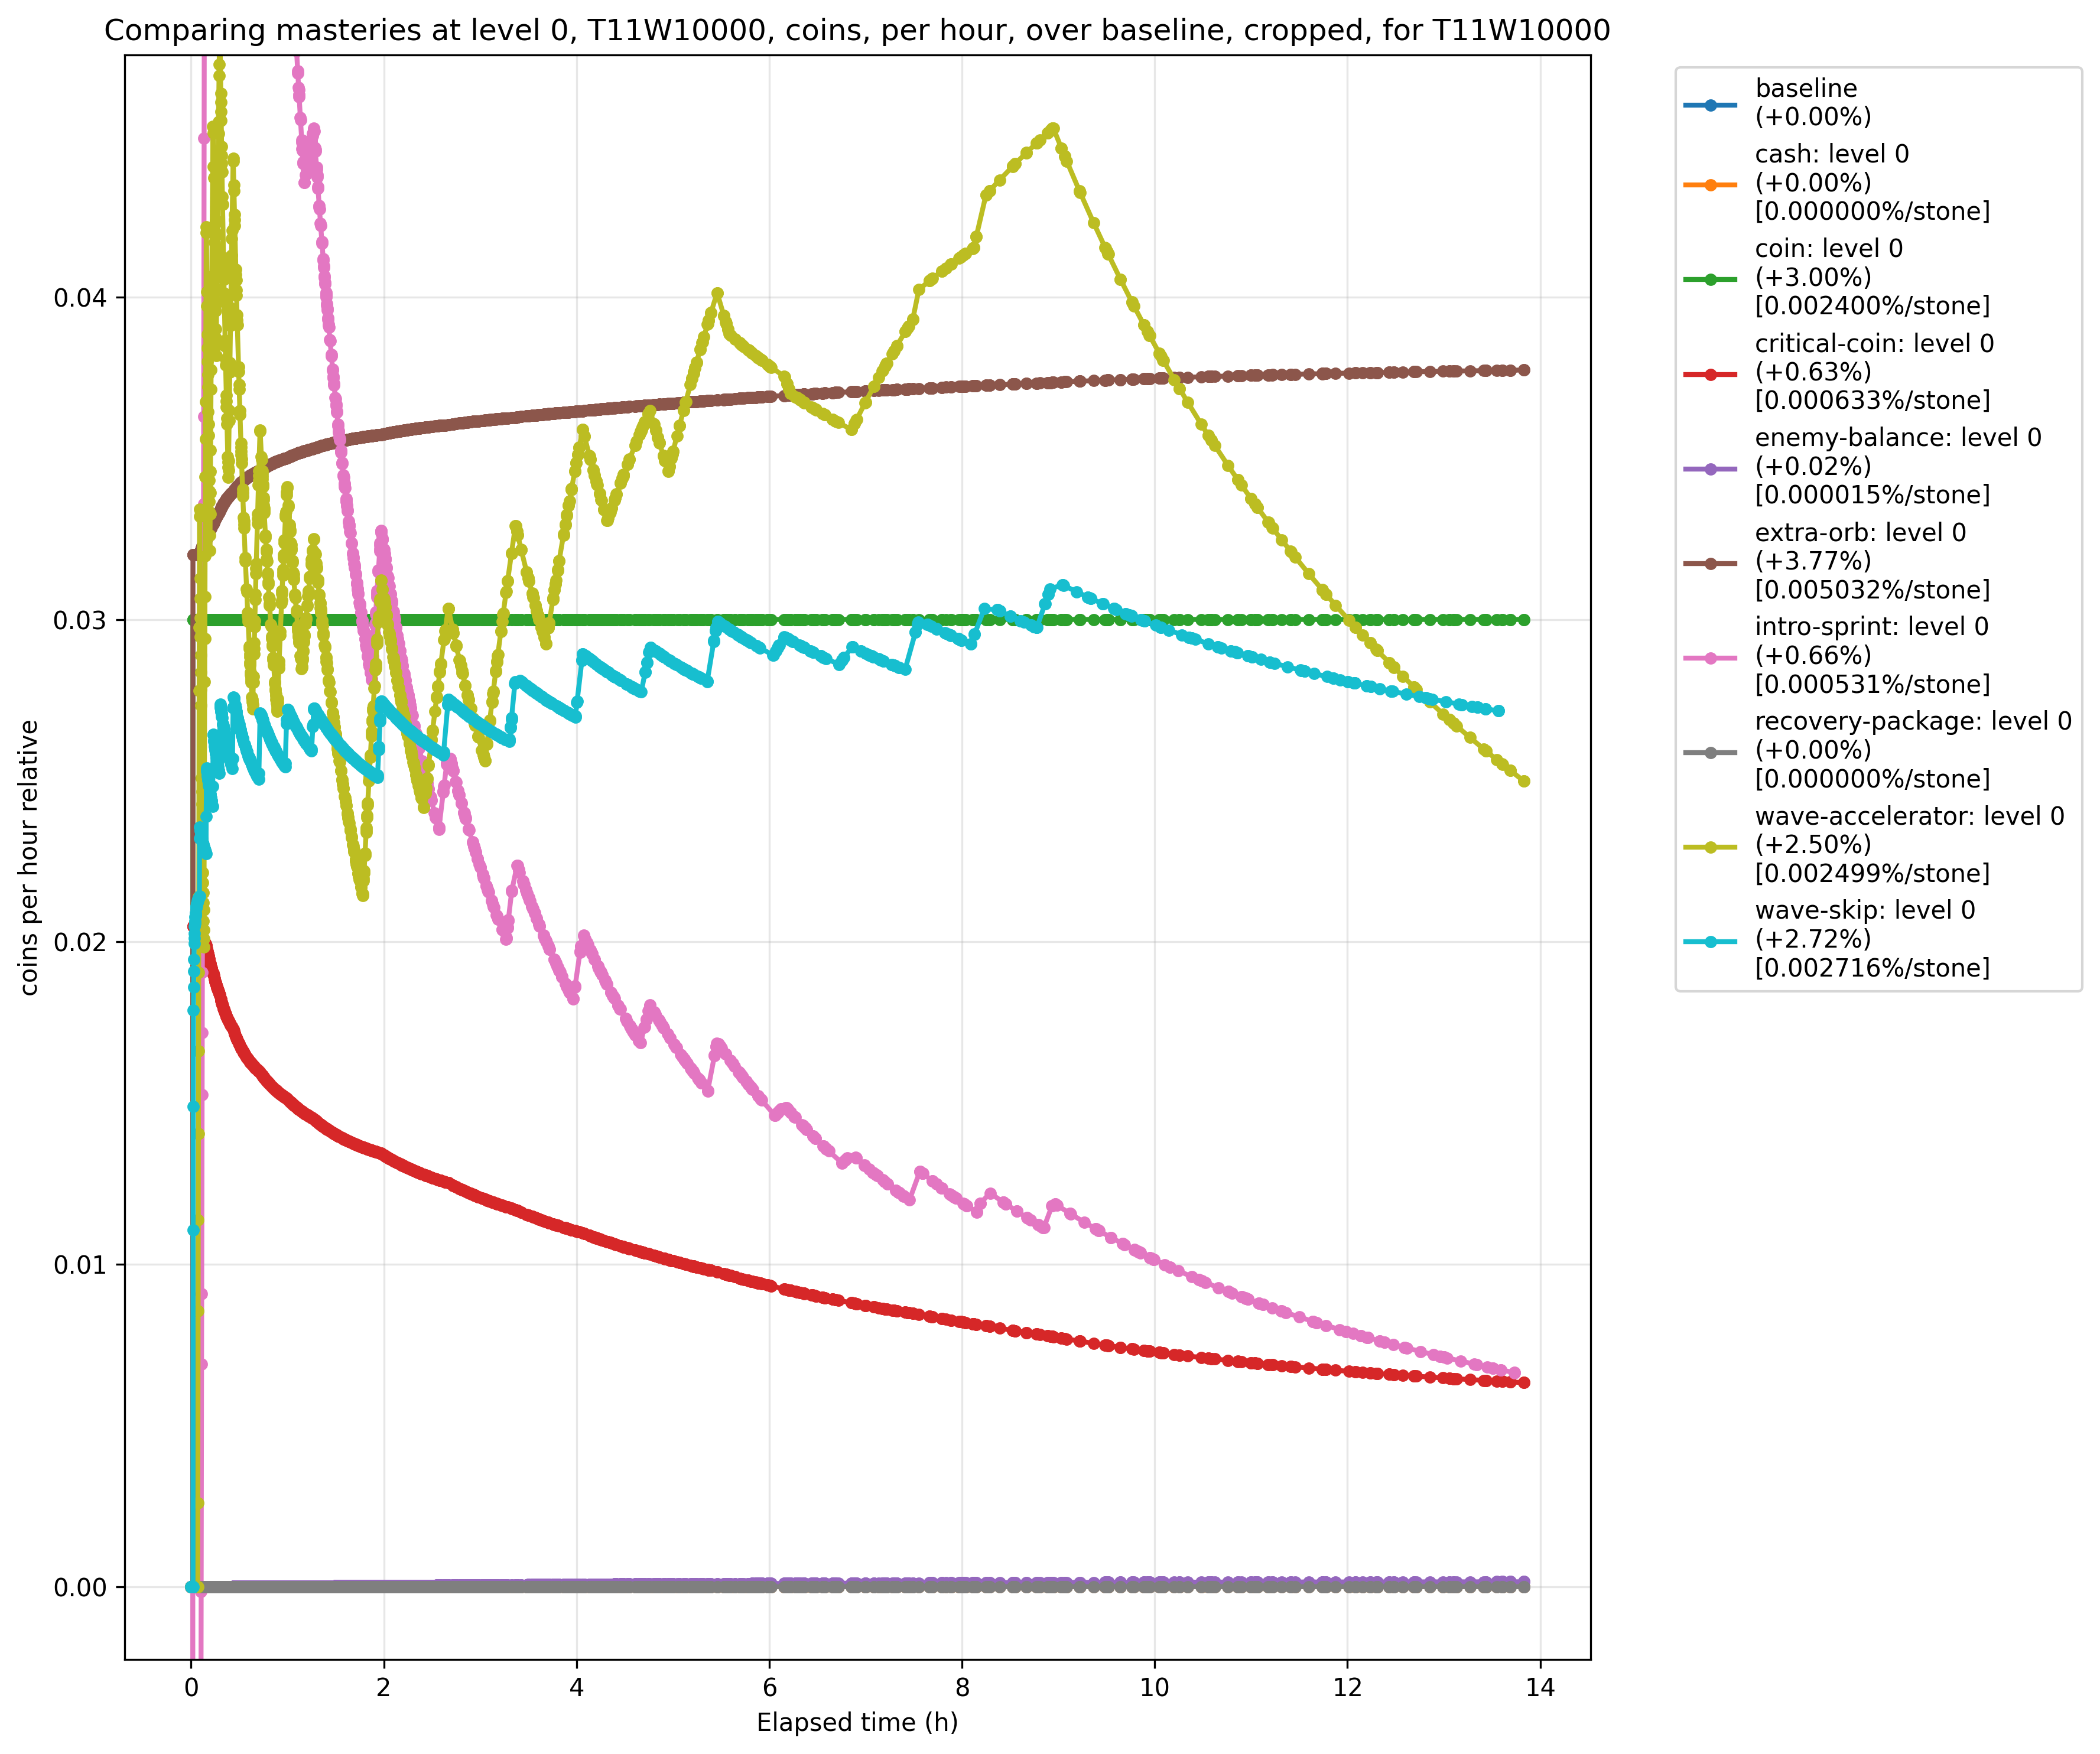 Comparing masteries at level 0, T11W10000, coins, per hour, over baseline, cropped, for T11W10000
coins per hour relative
0.04
0.03
0.02
0.01
0.00
0
2
4
6
8
10
12
14
Elapsed time (h)
baseline
(+0.00%)
cash: level 0
(+0.00%)
[0.000000%/stone]
coin: level 0
(+3.00%)
[0.002400%/stone]
critical-coin: level 0
(+0.63%)
[0.000633%/stone]
enemy-balance: level 0
(+0.02%)
[0.000015%/stone]
extra-orb: level 0
(+3.77%)
[0.005032%/stone]
intro-sprint: level 0
(+0.66%)
[0.000531%/stone]
recovery-package: level 0
(+0.00%)
[0.000000%/stone]
wave-accelerator: level 0
(+2.50%)
[0.002499%/stone]
wave-skip: level 0
(+2.72%)
[0.002716%/stone]